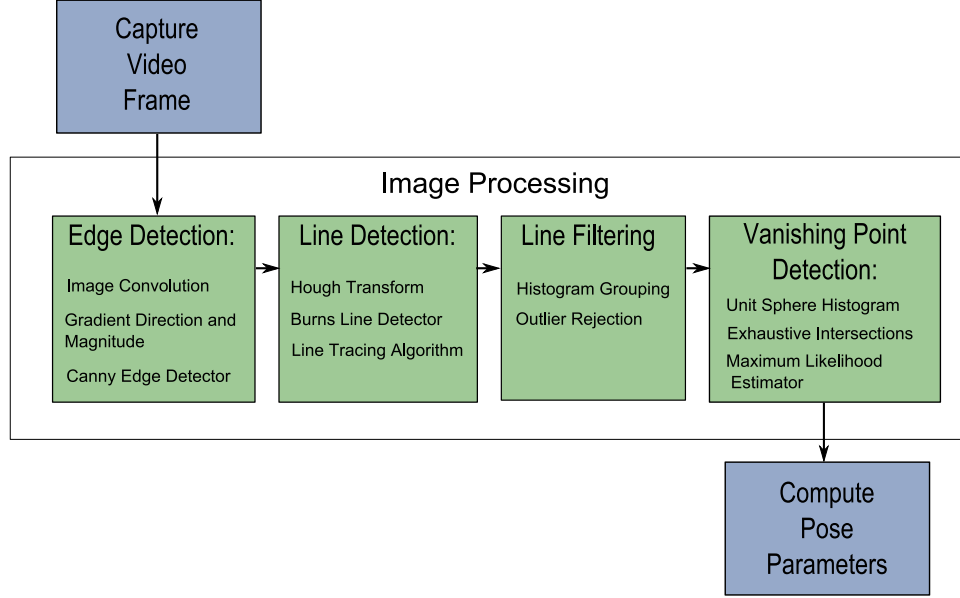 Capture
Video
Frame
Image Processing
Edge Detection:
Image Convolution
Gradient Direction and
Magnitude
Canny Edge Detector
Line Detection:
Hough Transform
Burns Line Detector
Line Tracing Algorithm
Line Filtering
Histogram Grouping
Outlier Rejection
Vanishing Point
Detection:
Unit Sphere Histogram
Exhaustive Intersections
Maximum Likelihood
Estimator
Compute
Pose
Parameters